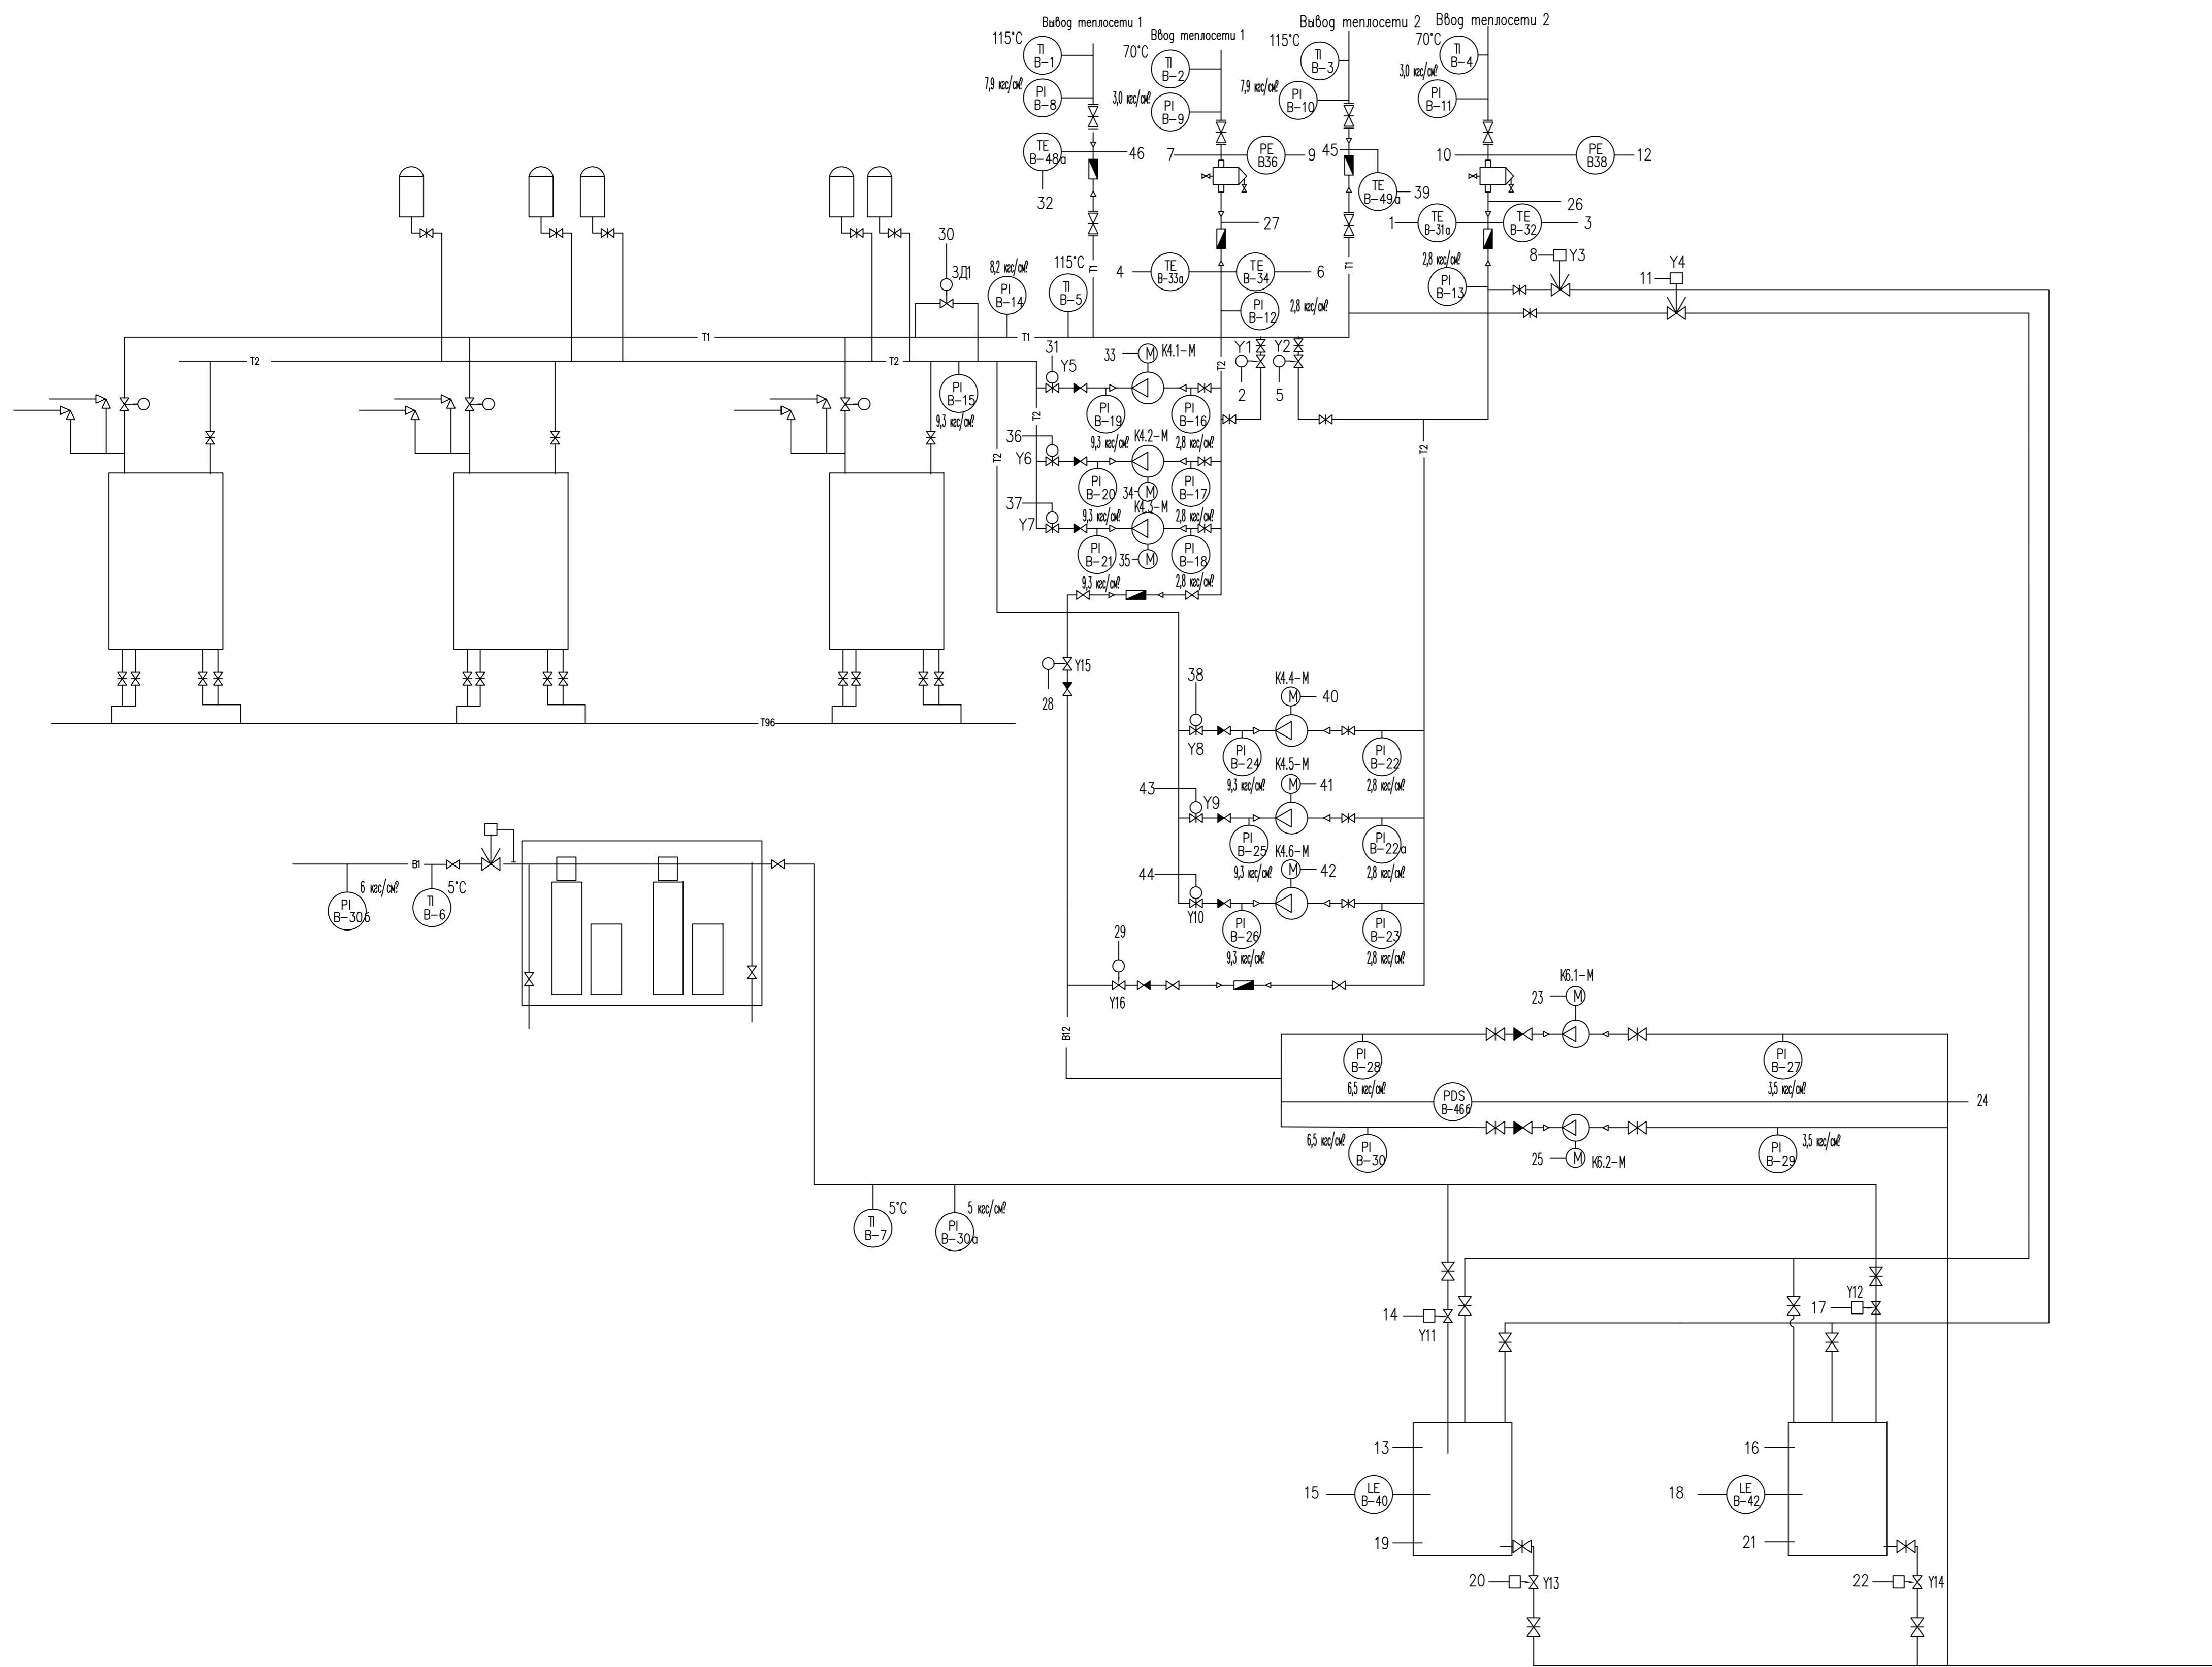 Вывод теплосети 1
Ввод теплосети 1
Вывод теплосети 2
Ввод теплосети 2
115°C
TI
B-1
7,9 кгс/см²
PI
B-8
TE
B-48а
46
32
70°C
TI
B-2
3,0 кгс/см²
PI
B-9
7
PE
B36
9
27
4
TE
B-33а
TE
B-34
6
PI
B-12
2,8 кгс/см²
115°C
TI
B-3
7,9 кгс/см²
PI
B-10
45
TE
B-49а
39
70°C
TI
B-4
3,0 кгс/см²
PI
B-11
10
PE
B38
12
26
1
TE
B-31а
TE
B-32
3
2,8 кгс/см²
PI
B-13
8
Y3
11
Y4
30
ЗД1
8,2 кгс/см²
PI
B-14
115°C
TI
B-5
T1
T1
T1
T1
T2
T2
T2
T2
T2
T2
PI
B-15
9,3 кгс/см²
31
Y5
33
M
К4.1-М
PI
B-19
9,3 кгс/см²
PI
B-16
2,8 кгс/см²
Y1
2
Y2
5
36
Y6
К4.2-М
PI
B-20
9,3 кгс/см²
34
M
PI
B-17
2,8 кгс/см²
37
Y7
К4.3-М
PI
B-21
9,3 кгс/см²
35
M
PI
B-18
2,8 кгс/см²
Y15
28
T96
38
Y8
К4.4-М
M
40
PI
B-24
9,3 кгс/см²
PI
B-22
2,8 кгс/см²
43
Y9
К4.5-М
M
41
PI
B-25
9,3 кгс/см²
PI
B-22а
2,8 кгс/см²
44
Y10
К4.6-М
M
42
PI
B-26
9,3 кгс/см²
PI
B-23
2,8 кгс/см²
29
Y16
B12
B1
PI
B-30б
6 кгс/см²
TI
B-6
5°C
К6.1-М
23
M
PI
B-28
6,5 кгс/см²
PI
B-27
3,5 кгс/см²
PDS
B-46б
24
6,5 кгс/см²
PI
B-30
25
M
К6.2-М
PI
B-29
3,5 кгс/см²
TI
B-7
5°C
PI
B-30а
5 кгс/см²
14
Y11
17
Y12
13
15
LE
B-40
19
20
Y13
16
18
LE
B-42
21
22
Y14